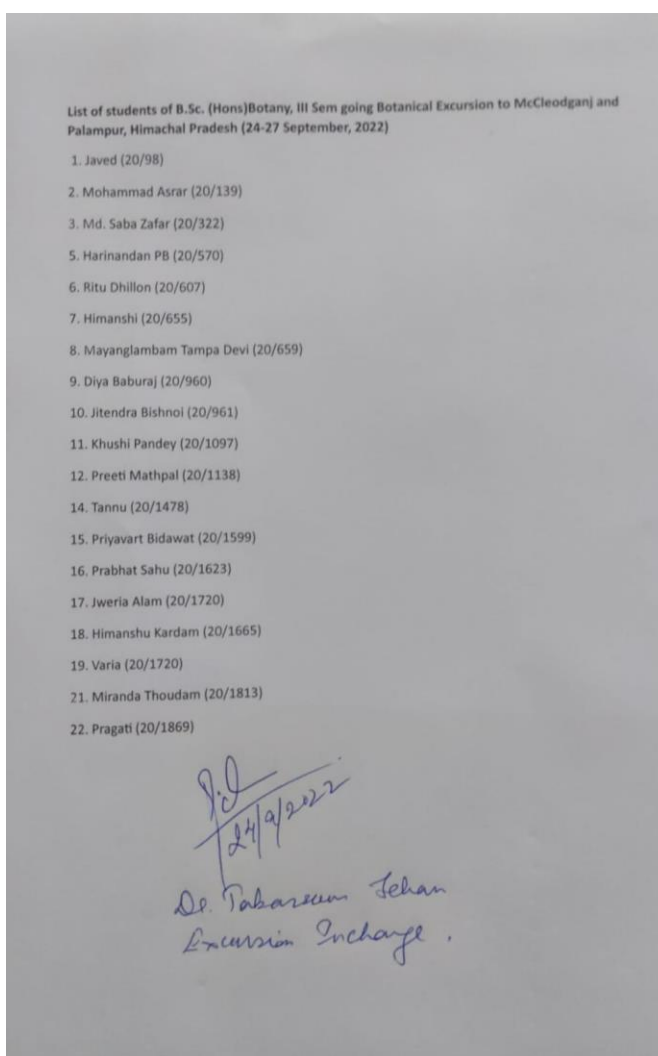 List of students of B.Sc. (Hons)Botany, III Sem going Botanical Excursion to McCleodganj and
Palampur, Himachal Pradesh (24-27 September, 2022)
1. Javed (20/98)
2. Mohammad Asrar (20/139)
3. Md. Saba Zafar (20/322)
5. Harinandan PB (20/570)
6. Ritu Dhillon (20/607)
7. Himanshi (20/655)
8. Mayanglambam Tampa Devi (20/659)
9. Diya Baburaj (20/960)
10. Jitendra Bishnoi (20/961)
11. Khushi Pandey (20/1097)
12. Preeti Mathpal (20/1138)
14. Tannu (20/1478)
15. Priyavart Bidawat (20/1599)
16. Prabhat Sahu (20/1623)
17. Jweria Alam (20/1720)
18. Himanshu Kardam (20/1665)
19. Varia (20/1720)
21. Miranda Thoudam (20/1813)
22. Pragati (20/1869)
24/9/2022
Dr. Tabassum Jehan
Excursion Incharge.